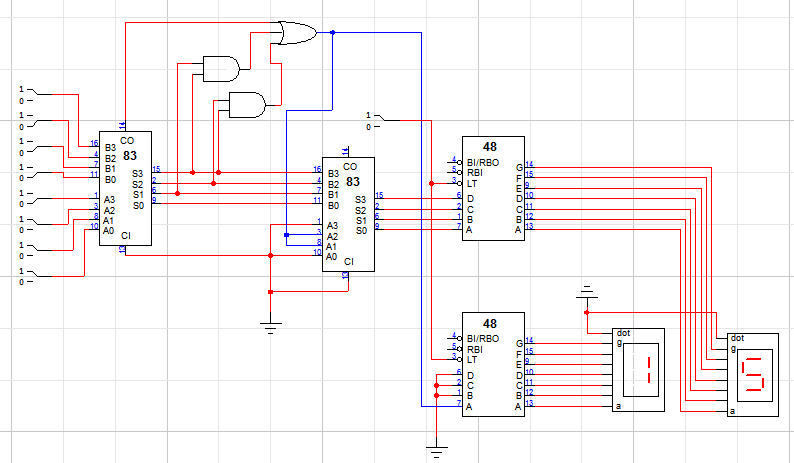 1
0
1
0
1
0
1
0
1
0
1
0
1
0
1
0
16 B3
4 B2
7 B1
11 B0
1 A3
3 A2
8 A1
10 A0
14
CO
83
S3 15
S2 2
S1 6
S0 9
CI
13
14
CO
83
16 B3
4 B2
7 B1
11 B0
1 A3
3 A2
8 A1
10 A0
S3 15
S2 2
S1 6
S0 9
CI
13
1
0
48
4 BI/RBO
5 RBI
3 LT
6 D
2 C
1 B
7 A
G 14
F 15
E 9
D 10
C 11
B 12
A 13
48
4 BI/RBO
5 RBI
3 LT
6 D
2 C
1 B
7 A
G 14
F 15
E 9
D 10
C 11
B 12
A 13
dot
g
a
1
dot
g
a
5